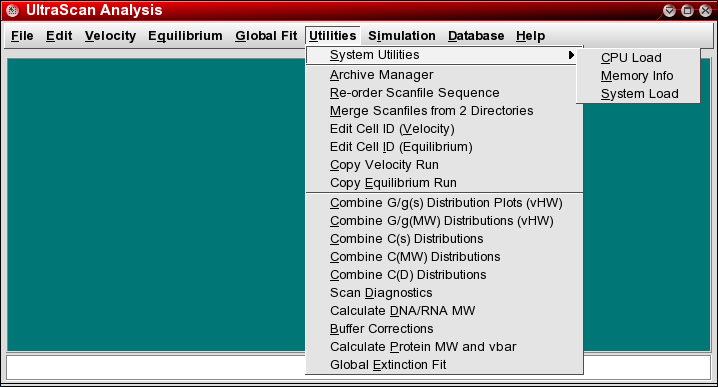 UltraScan Analysis
File Edit Velocity Equilibrium Global Fit Utilities Simulation Database Help
System Utilities
CPU Load
Memory Info
System Load
Archive Manager
Re-order Scanfile Sequence
Merge Scanfiles from 2 Directories
Edit Cell ID (Velocity)
Edit Cell ID (Equilibrium)
Copy Velocity Run
Copy Equilibrium Run
Combine G/g(s) Distribution Plots (vHW)
Combine G/g(MW) Distributions (vHW)
Combine C(s) Distributions
Combine C(MW) Distributions
Combine C(D) Distributions
Scan Diagnostics
Calculate DNA/RNA MW
Buffer Corrections
Calculate Protein MW and vbar
Global Extinction Fit